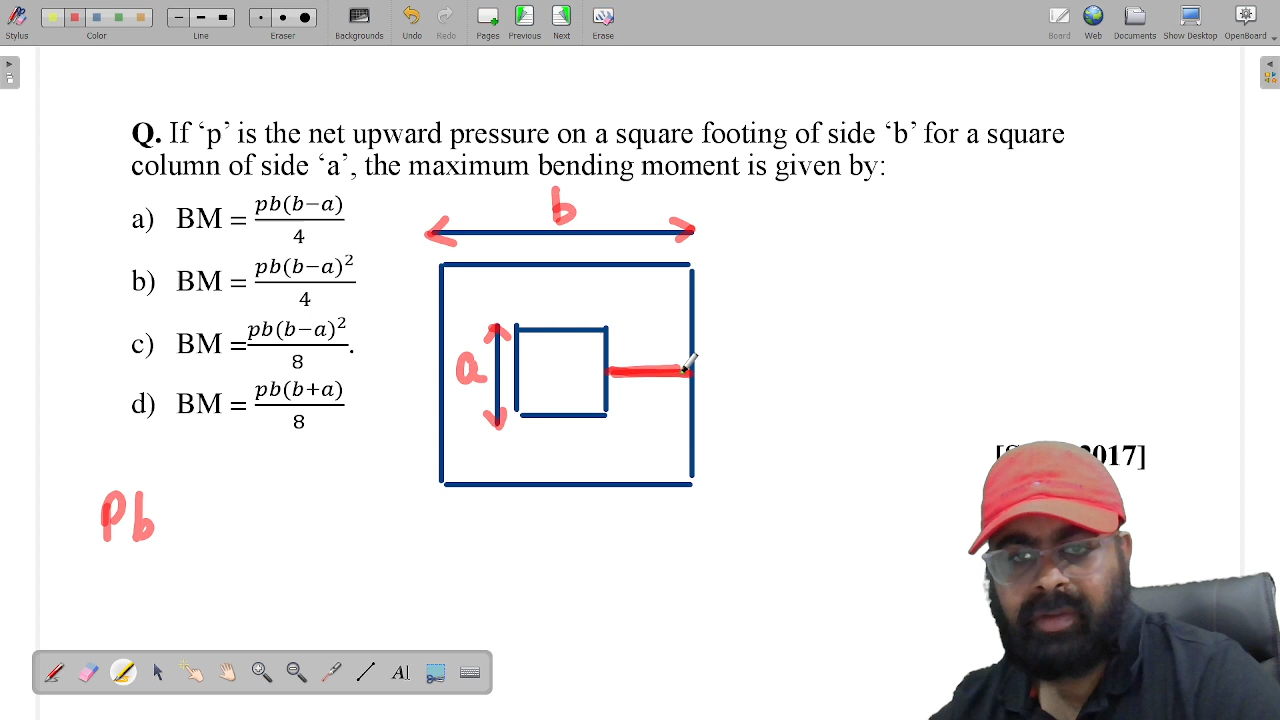 Stylus Color Line Eraser Backgrounds Undo Redo Pages Previous Next Erase Board Web Documents Show Desktop OpenBoard
Q. If ‘p’ is the net upward pressure on a square footing of side ‘b’ for a square
column of side ‘a’, the maximum bending moment is given by:
a) BM = pb(b−a)/4
b) BM = pb(b−a)²/4
c) BM = pb(b−a)²/8.
d) BM = pb(b+a)/8
b
a
2017]
Pb
AI